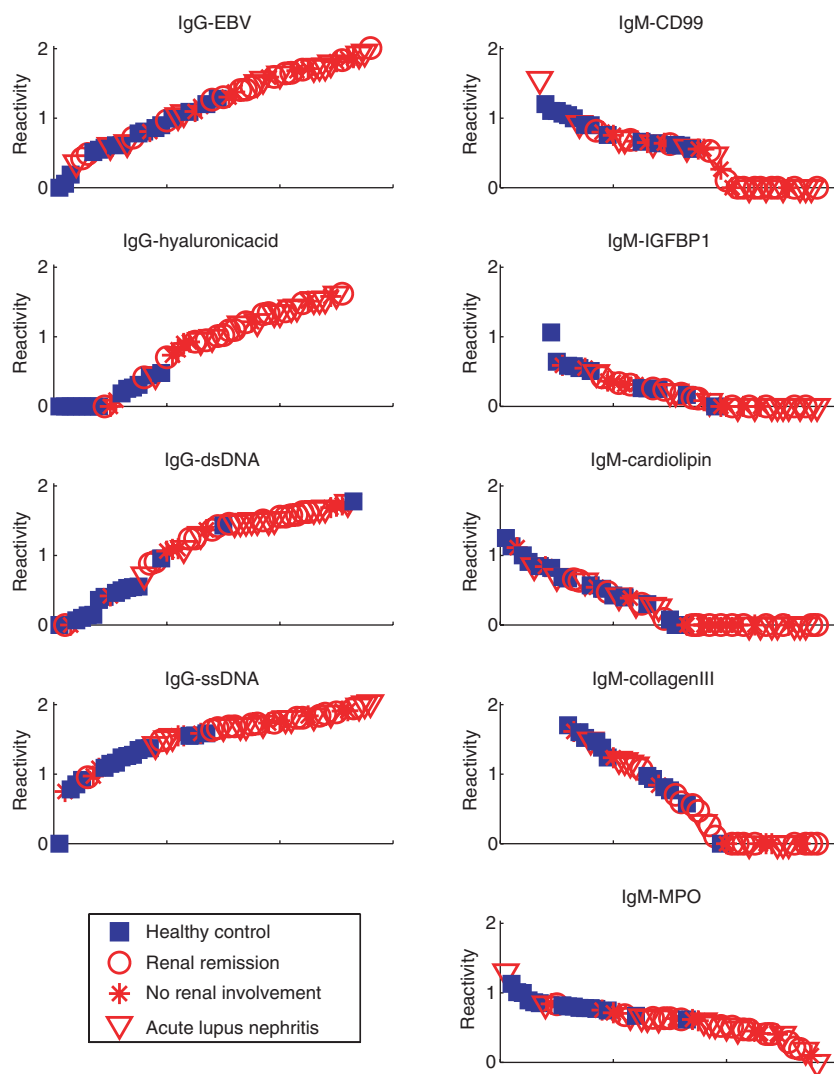 IgG-EBV
2
1
0
Reactivity
IgG-hyaluronicacid
2
1
0
Reactivity
IgG-dsDNA
2
1
0
Reactivity
IgG-ssDNA
2
1
0
Reactivity
Healthy control
Renal remission
No renal involvement
Acute lupus nephritis
IgM-CD99
2
1
0
Reactivity
IgM-IGFBP1
2
1
0
Reactivity
IgM-cardiolipin
2
1
0
Reactivity
IgM-collagenIII
2
1
0
Reactivity
IgM-MPO
2
1
0
Reactivity